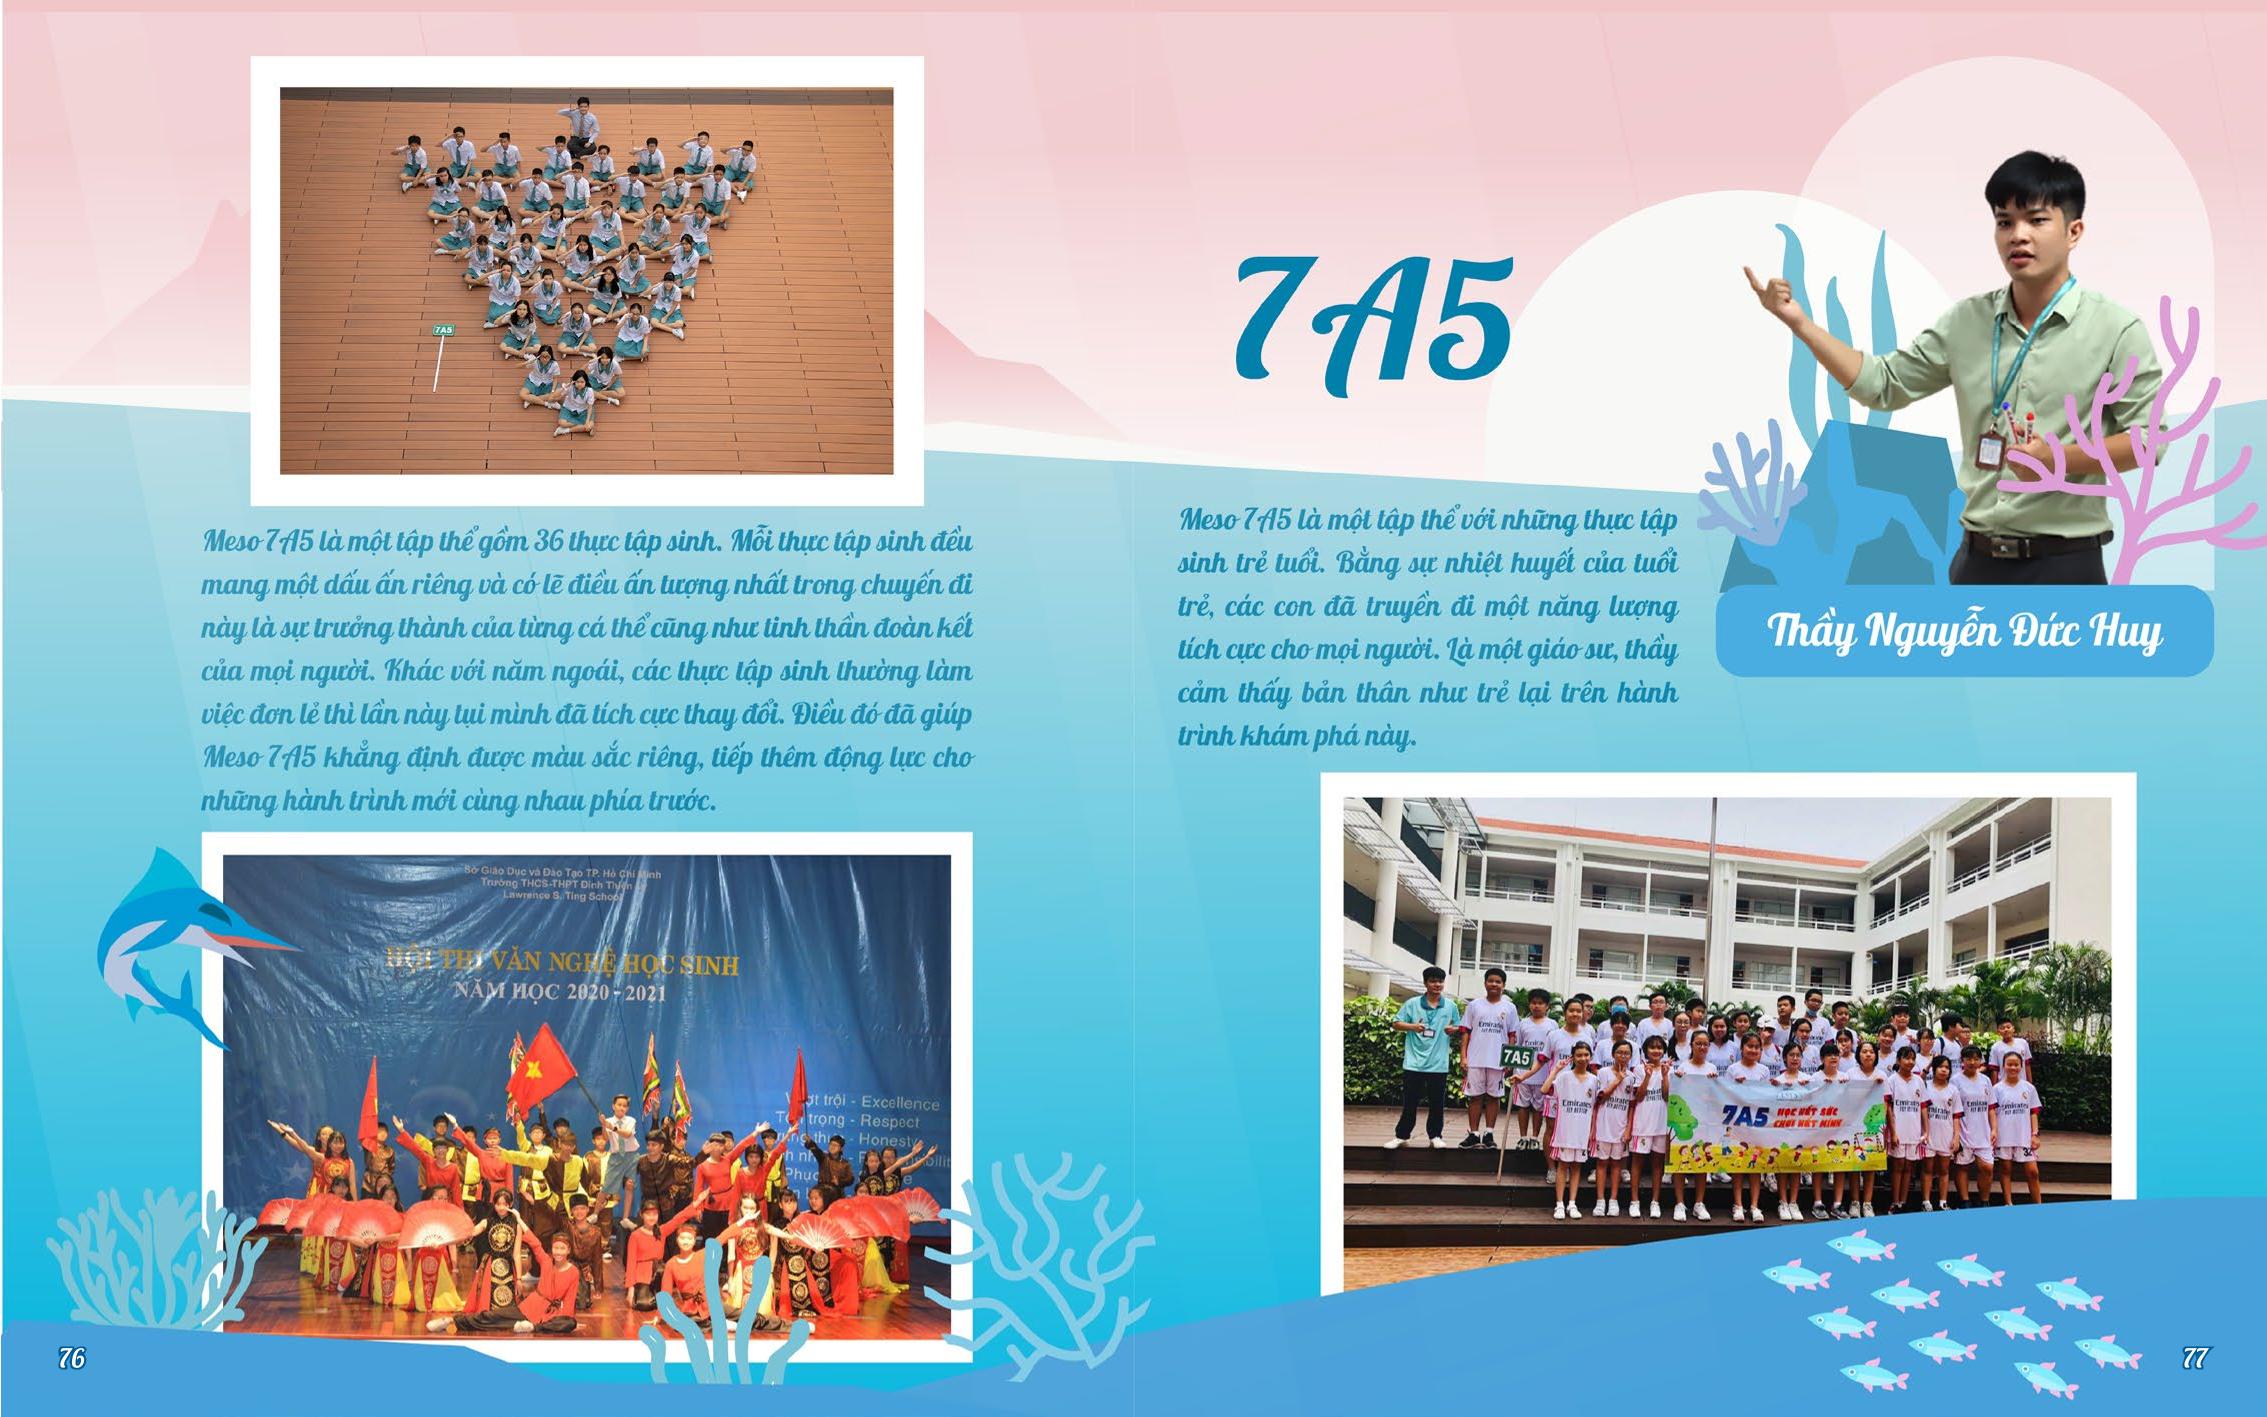 7A5
Meso 7A5 là một tập thể gồm 36 thực tập sinh. Mỗi thực tập sinh đều
mang một dấu ấn riêng và có lẽ điều ấn tượng nhất trong chuyến đi
này là sự trưởng thành của từng cá thể cũng như tinh thần đoàn kết
của mọi người. Khác với năm ngoái, các thực tập sinh thường làm
việc đơn lẻ thì lần này tụi mình đã tích cực thay đổi. Điều đó đã giúp
Meso 7A5 khẳng định được màu sắc riêng, tiếp thêm động lực cho
những hành trình mới cùng nhau phía trước.
Sở Giáo Dục và Đào Tạo TP. Hồ Chí Minh
Trường THCS-THPT Đinh Thiện Lý
Lawrence S. Ting School
HỘI THI VĂN NGHỆ HỌC SINH
NĂM HỌC 2020 - 2021
trội - Excellence
trọng - Respect
- Honesty
76
7A5
Thầy Nguyễn Đức Huy
Meso 7A5 là một tập thể với những thực tập
sinh trẻ tuổi. Bằng sự nhiệt huyết của tuổi
trẻ, các con đã truyền đi một năng lượng
tích cực cho mọi người. Là một giáo sư, thầy
cảm thấy bản thân như trẻ lại trên hành
trình khám phá này.
7A5
Emirates
FLY BETTER
7A5 HỌC HẾT SỨC
CHƠI HẾT MÌNH
77